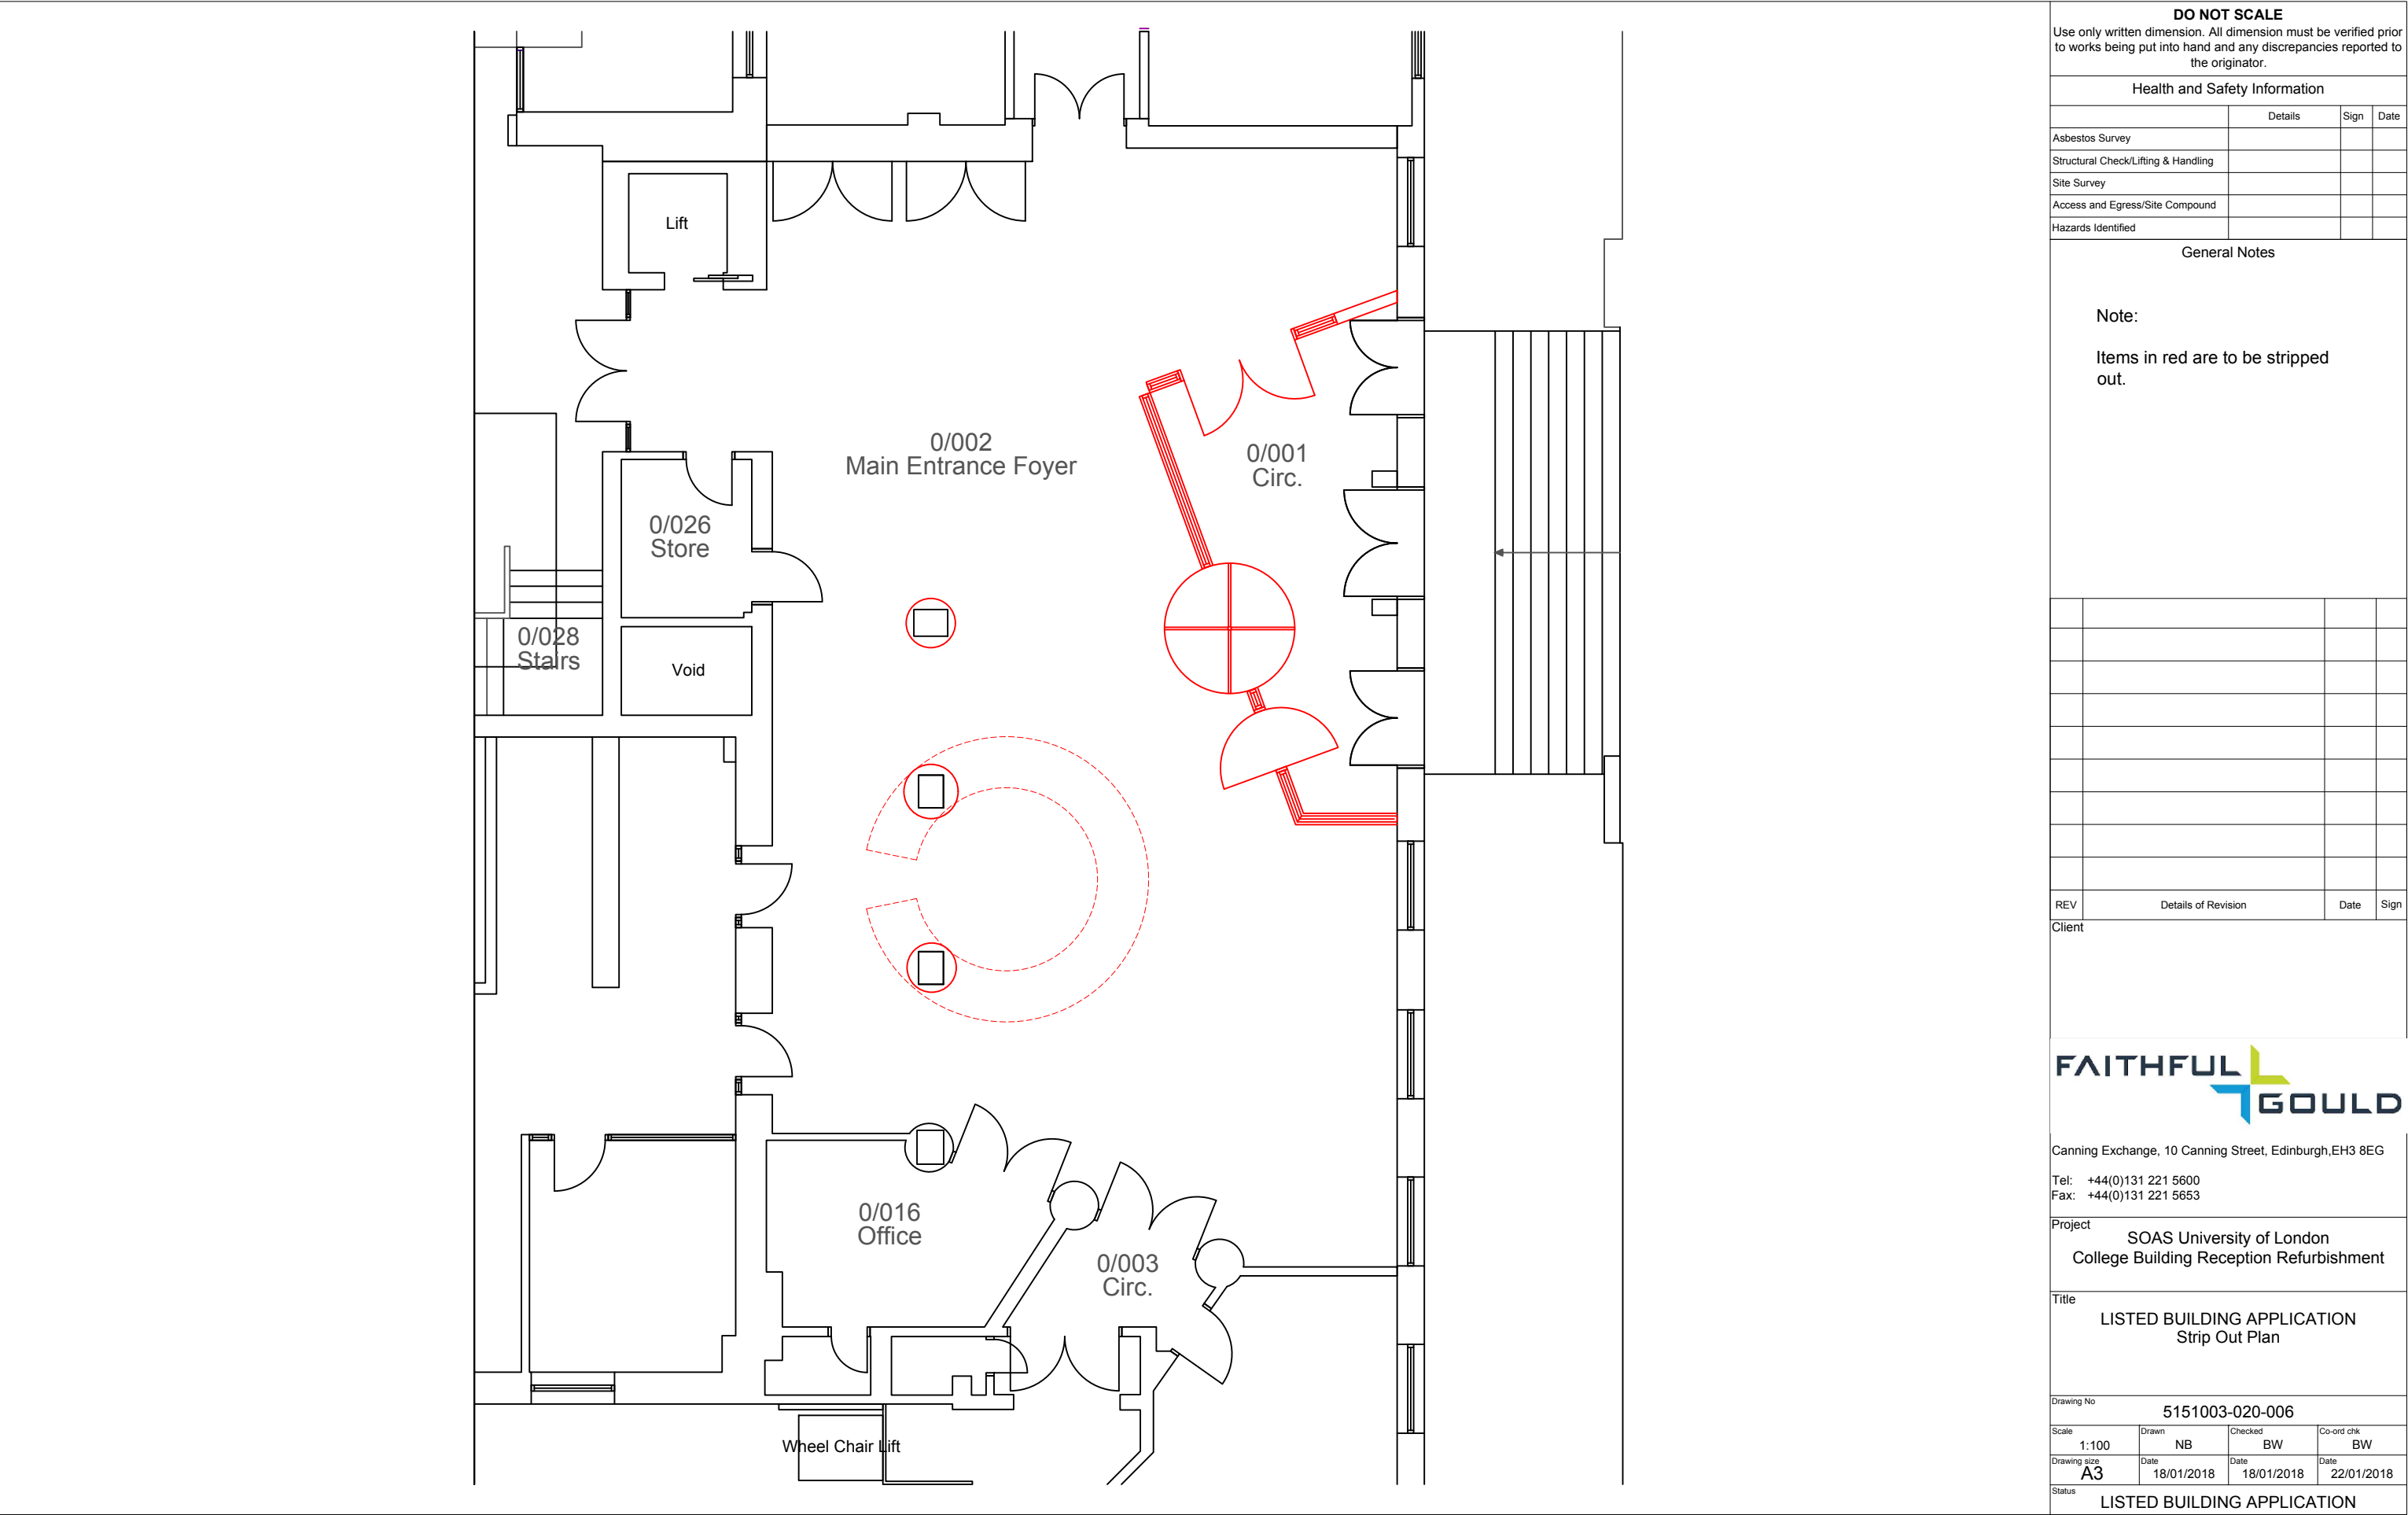 DO NOT SCALE
Use only written dimension. All dimension must be verified prior
to works being put into hand and any discrepancies reported to
the originator.
Health and Safety Information
Details Sign Date
Asbestos Survey
Structural Check/Lifting & Handling
Site Survey
Access and Egress/Site Compound
Hazards Identified
General Notes
Note:
Items in red are to be stripped
out.
Lift
0/002
Main Entrance Foyer
0/001
Circ.
0/026
Store
0/028
Stairs
Void
0/016
Office
0/003
Circ.
Wheel Chair Lift
REV Details of Revision Date Sign
Client
FAITHFUL
GOULD
Canning Exchange, 10 Canning Street, Edinburgh,EH3 8EG
Tel: +44(0)131 221 5600
Fax: +44(0)131 221 5653
Project
SOAS University of London
College Building Reception Refurbishment
Title
LISTED BUILDING APPLICATION
Strip Out Plan
Drawing No
5151003-020-006
Scale Drawn Checked Co-ord chk
1:100 NB BW BW
Drawing size Date Date Date
A3 18/01/2018 18/01/2018 22/01/2018
Status
LISTED BUILDING APPLICATION